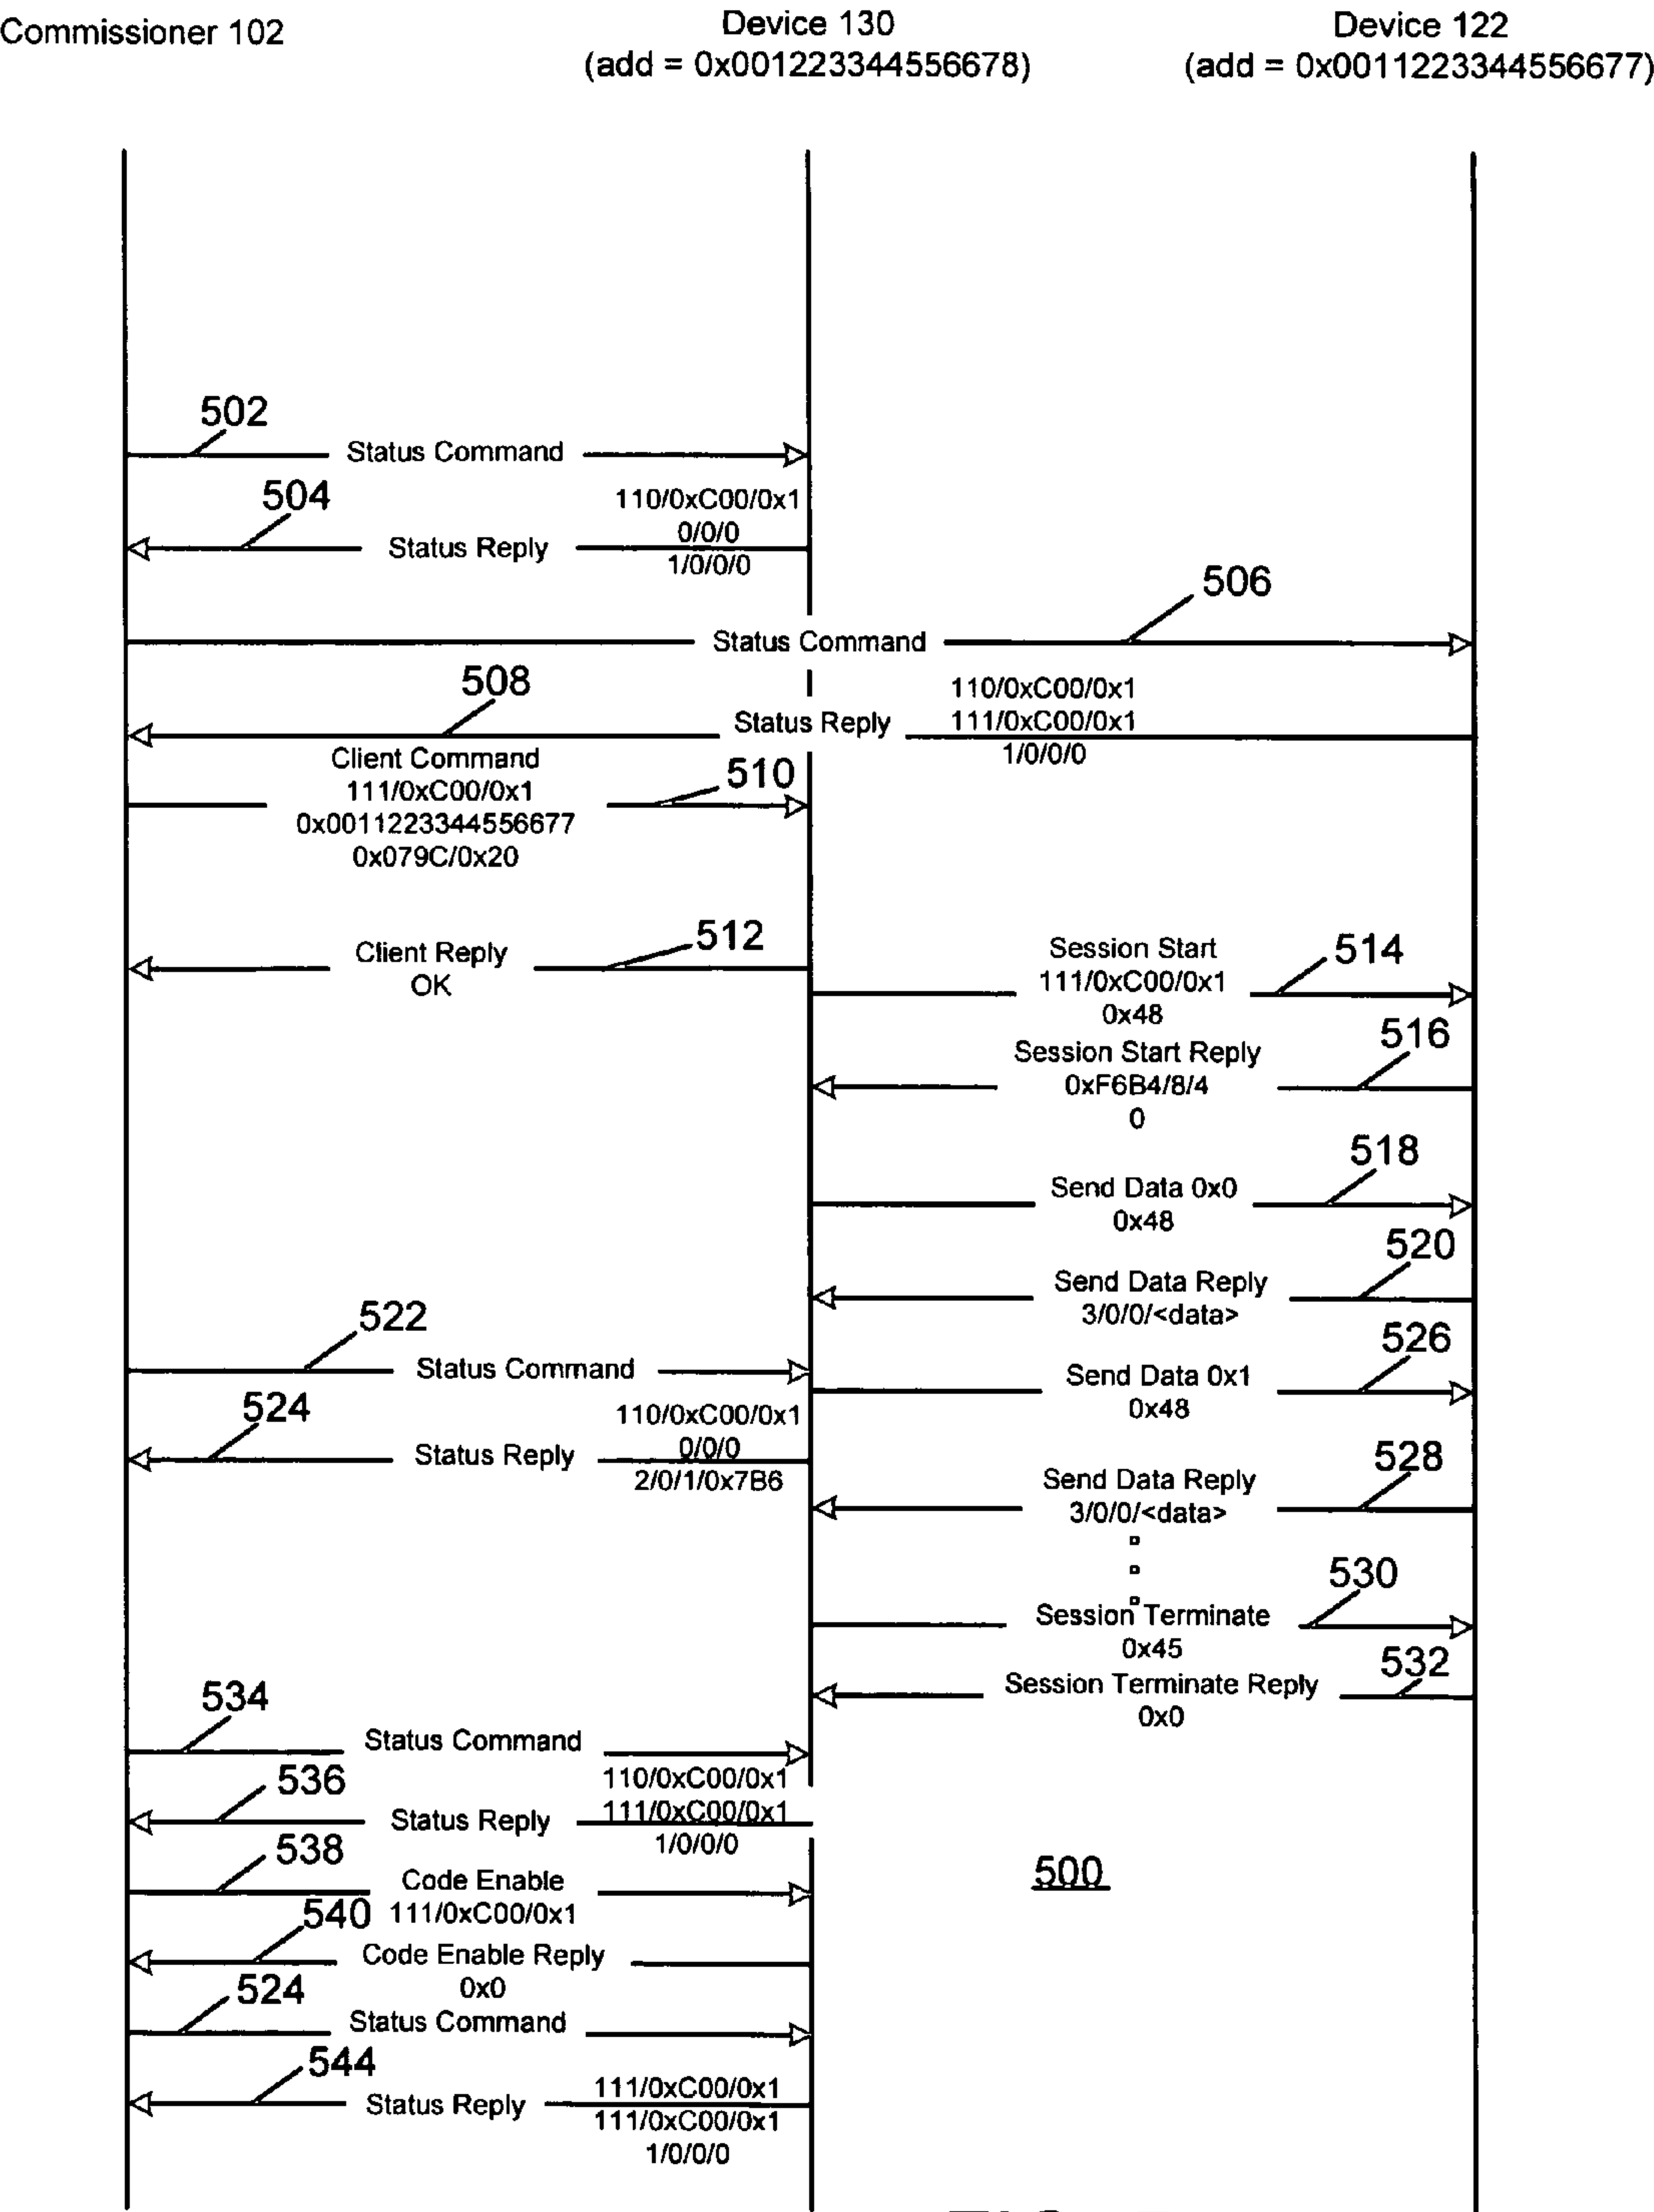 Commissioner 102
Device 130
(add = 0x001223344556678)
Device 122
(add = 0x0011223344556677)
502
Status Command
504
110/0xC00/0x1
0/0/0
Status Reply
1/0/0/0
506
Status Command
508
110/0xC00/0x1
Status Reply
111/0xC00/0x1
1/0/0/0
Client Command
510
111/0xC00/0x1
0x0011223344556677
0x079C/0x20
512
Client Reply
OK
Session Start
514
111/0xC00/0x1
0x48
516
Session Start Reply
0xF6B4/8/4
0
518
Send Data 0x0
0x48
520
Send Data Reply
3/0/0/<data>
522
Status Command
526
Send Data 0x1
0x48
524
110/0xC00/0x1
0/0/0
Status Reply
2/0/1/0x7B6
528
Send Data Reply
3/0/0/<data>
530
Session Terminate
0x45
532
Session Terminate Reply
0x0
534
Status Command
536
110/0xC00/0x1
111/0xC00/0x1
Status Reply
1/0/0/0
538
Code Enable
111/0xC00/0x1
500
540
Code Enable Reply
0x0
524
Status Command
544
111/0xC00/0x1
Status Reply
111/0xC00/0x1
1/0/0/0